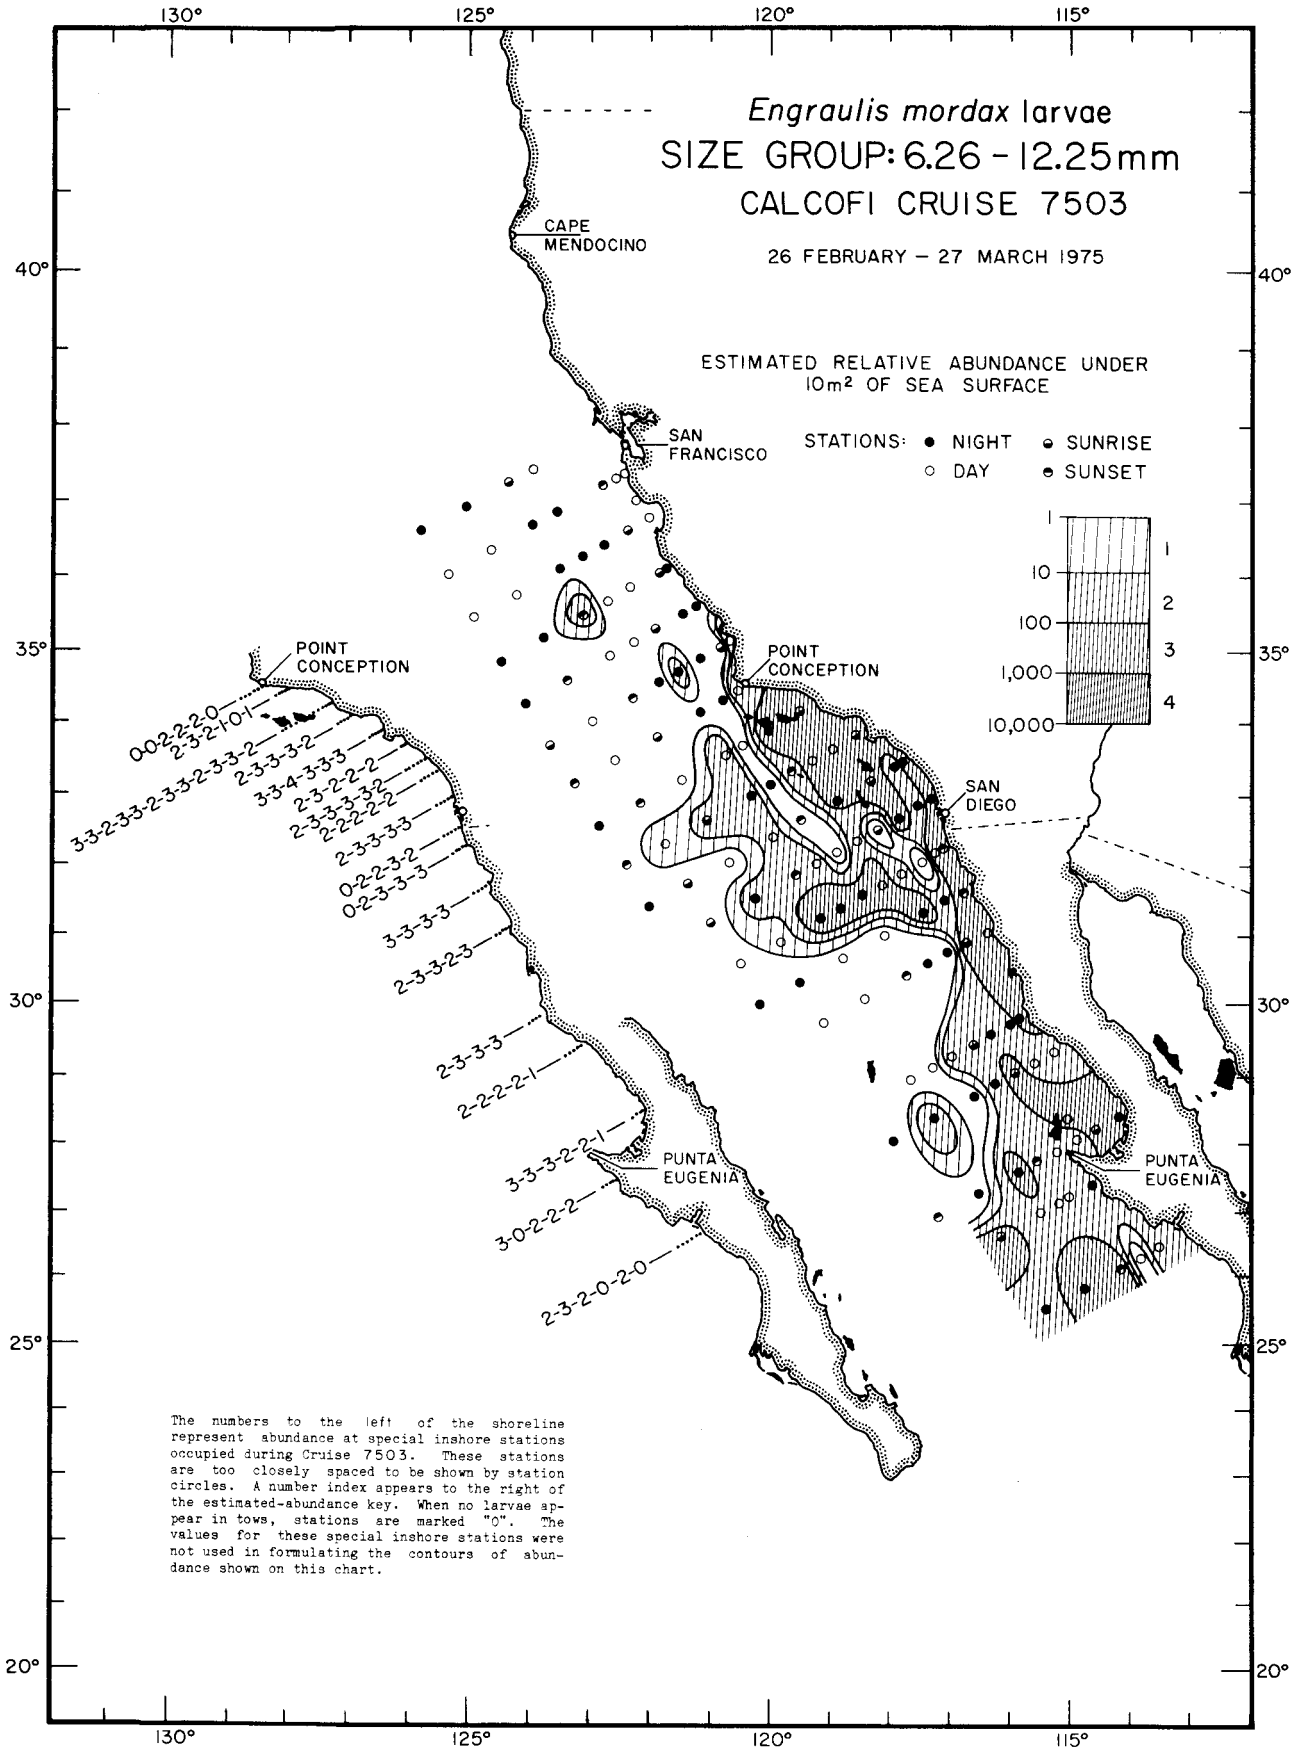 130° 125° 120° 115°
Engraulis mordax larvae
SIZE GROUP: 6.26 - 12.25mm
CALCOFI CRUISE 7503
26 FEBRUARY - 27 MARCH 1975
CAPE
MENDOCINO
40° 40°
ESTIMATED RELATIVE ABUNDANCE UNDER
10m² OF SEA SURFACE
STATIONS: ● NIGHT SUNRISE
○ DAY SUNSET
SAN
FRANCISCO
1
1
10
2
100
3
1,000
4
10,000
35° 35°
POINT
CONCEPTION
POINT
CONCEPTION
SAN
DIEGO
0-0-2-2-2-0
2-3-2-1-0-1
3-3-2-3-3-2-3-3-2-3-3-2
2-3-3-3-3-2
3-3-4-3-3-3
2-3-2-2-2
2-3-3-3-3-2
2-2-2-2-2
2-3-3-3-3
0-2-2-3-2
0-2-3-3-3
3-3-3-3
2-3-3-2-3
30° 30°
2-3-3-3
2-2-2-2-1
3-3-3-2-2-1
3-0-2-2-2
2-3-2-0-2-0
PUNTA
EUGENIA
PUNTA
EUGENIA
25° 25°
The numbers to the left of the shoreline
represent abundance at special inshore stations
occupied during Cruise 7503. These stations
are too closely spaced to be shown by station
circles. A number index appears to the right of
the estimated-abundance key. When no larvae ap-
pear in tows, stations are marked "0". The
values for these special inshore stations were
not used in formulating the contours of abun-
dance shown on this chart.
20° 20°
130° 125° 120° 115°